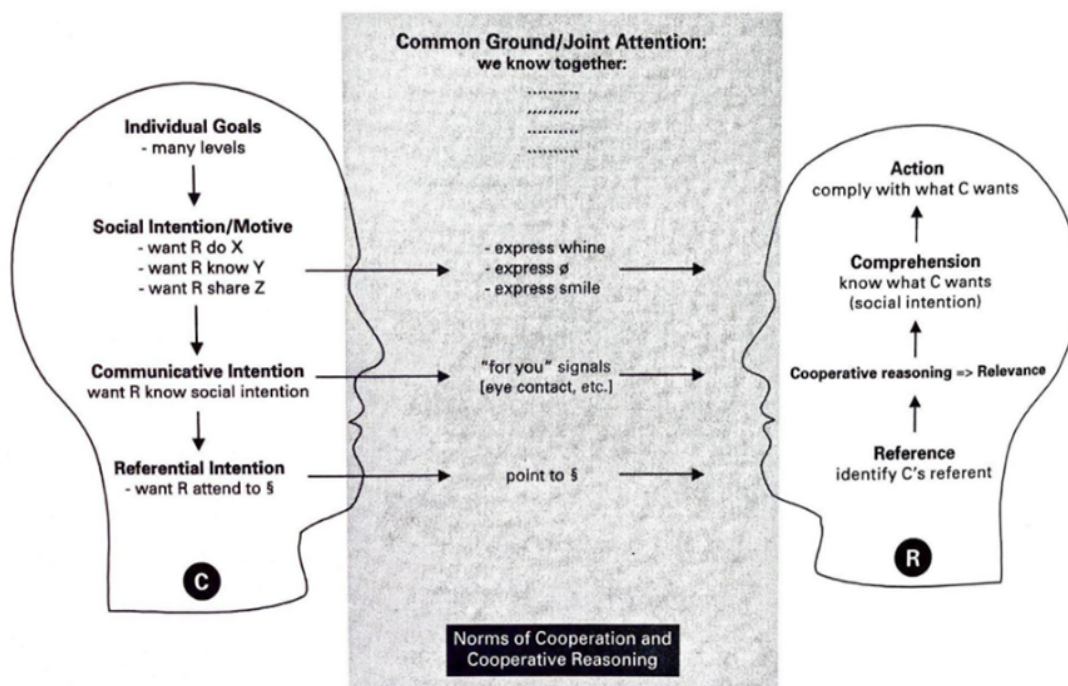 Common Ground/Joint Attention:
we know together:
..........
..........
..........
..........
Individual Goals
- many levels
Social Intention/Motive
- want R do X
- want R know Y
- want R share Z
Communicative Intention
want R know social intention
Referential Intention
- want R attend to §
C
- express whine
- express ø
- express smile
"for you" signals
[eye contact, etc.]
point to §
Norms of Cooperation and
Cooperative Reasoning
Action
comply with what C wants
Comprehension
know what C wants
(social intention)
Cooperative reasoning => Relevance
Reference
identify C's referent
R